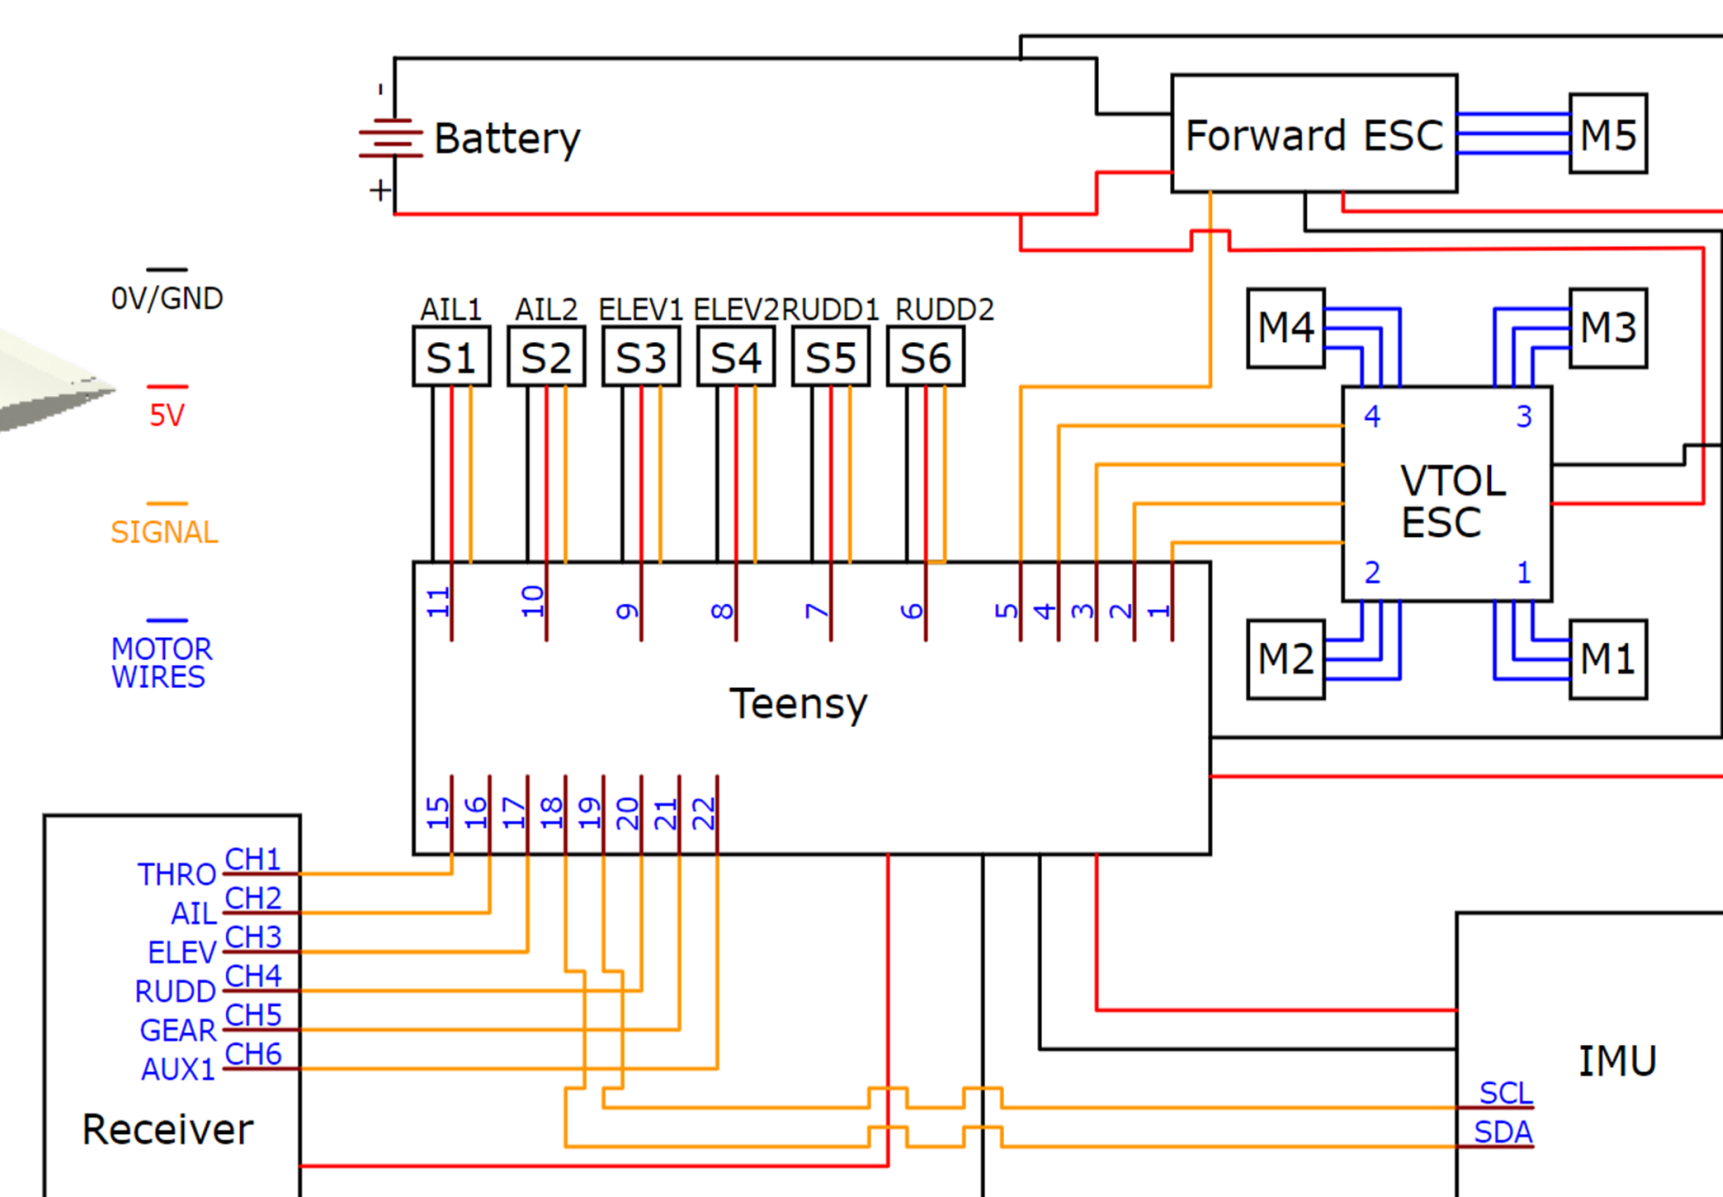 -
Battery
+
Forward ESC
M5
0V/GND
5V
SIGNAL
MOTOR
WIRES
AIL1
AIL2
ELEV1
ELEV2
RUDD1
RUDD2
S1
S2
S3
S4
S5
S6
M4
M3
4
3
VTOL
ESC
2
1
M2
M1
11
10
9
8
7
6
5
4
3
2
1
Teensy
15
16
17
18
19
20
21
22
THRO CH1
AIL CH2
ELEV CH3
RUDD CH4
GEAR CH5
AUX1 CH6
Receiver
IMU
SCL
SDA